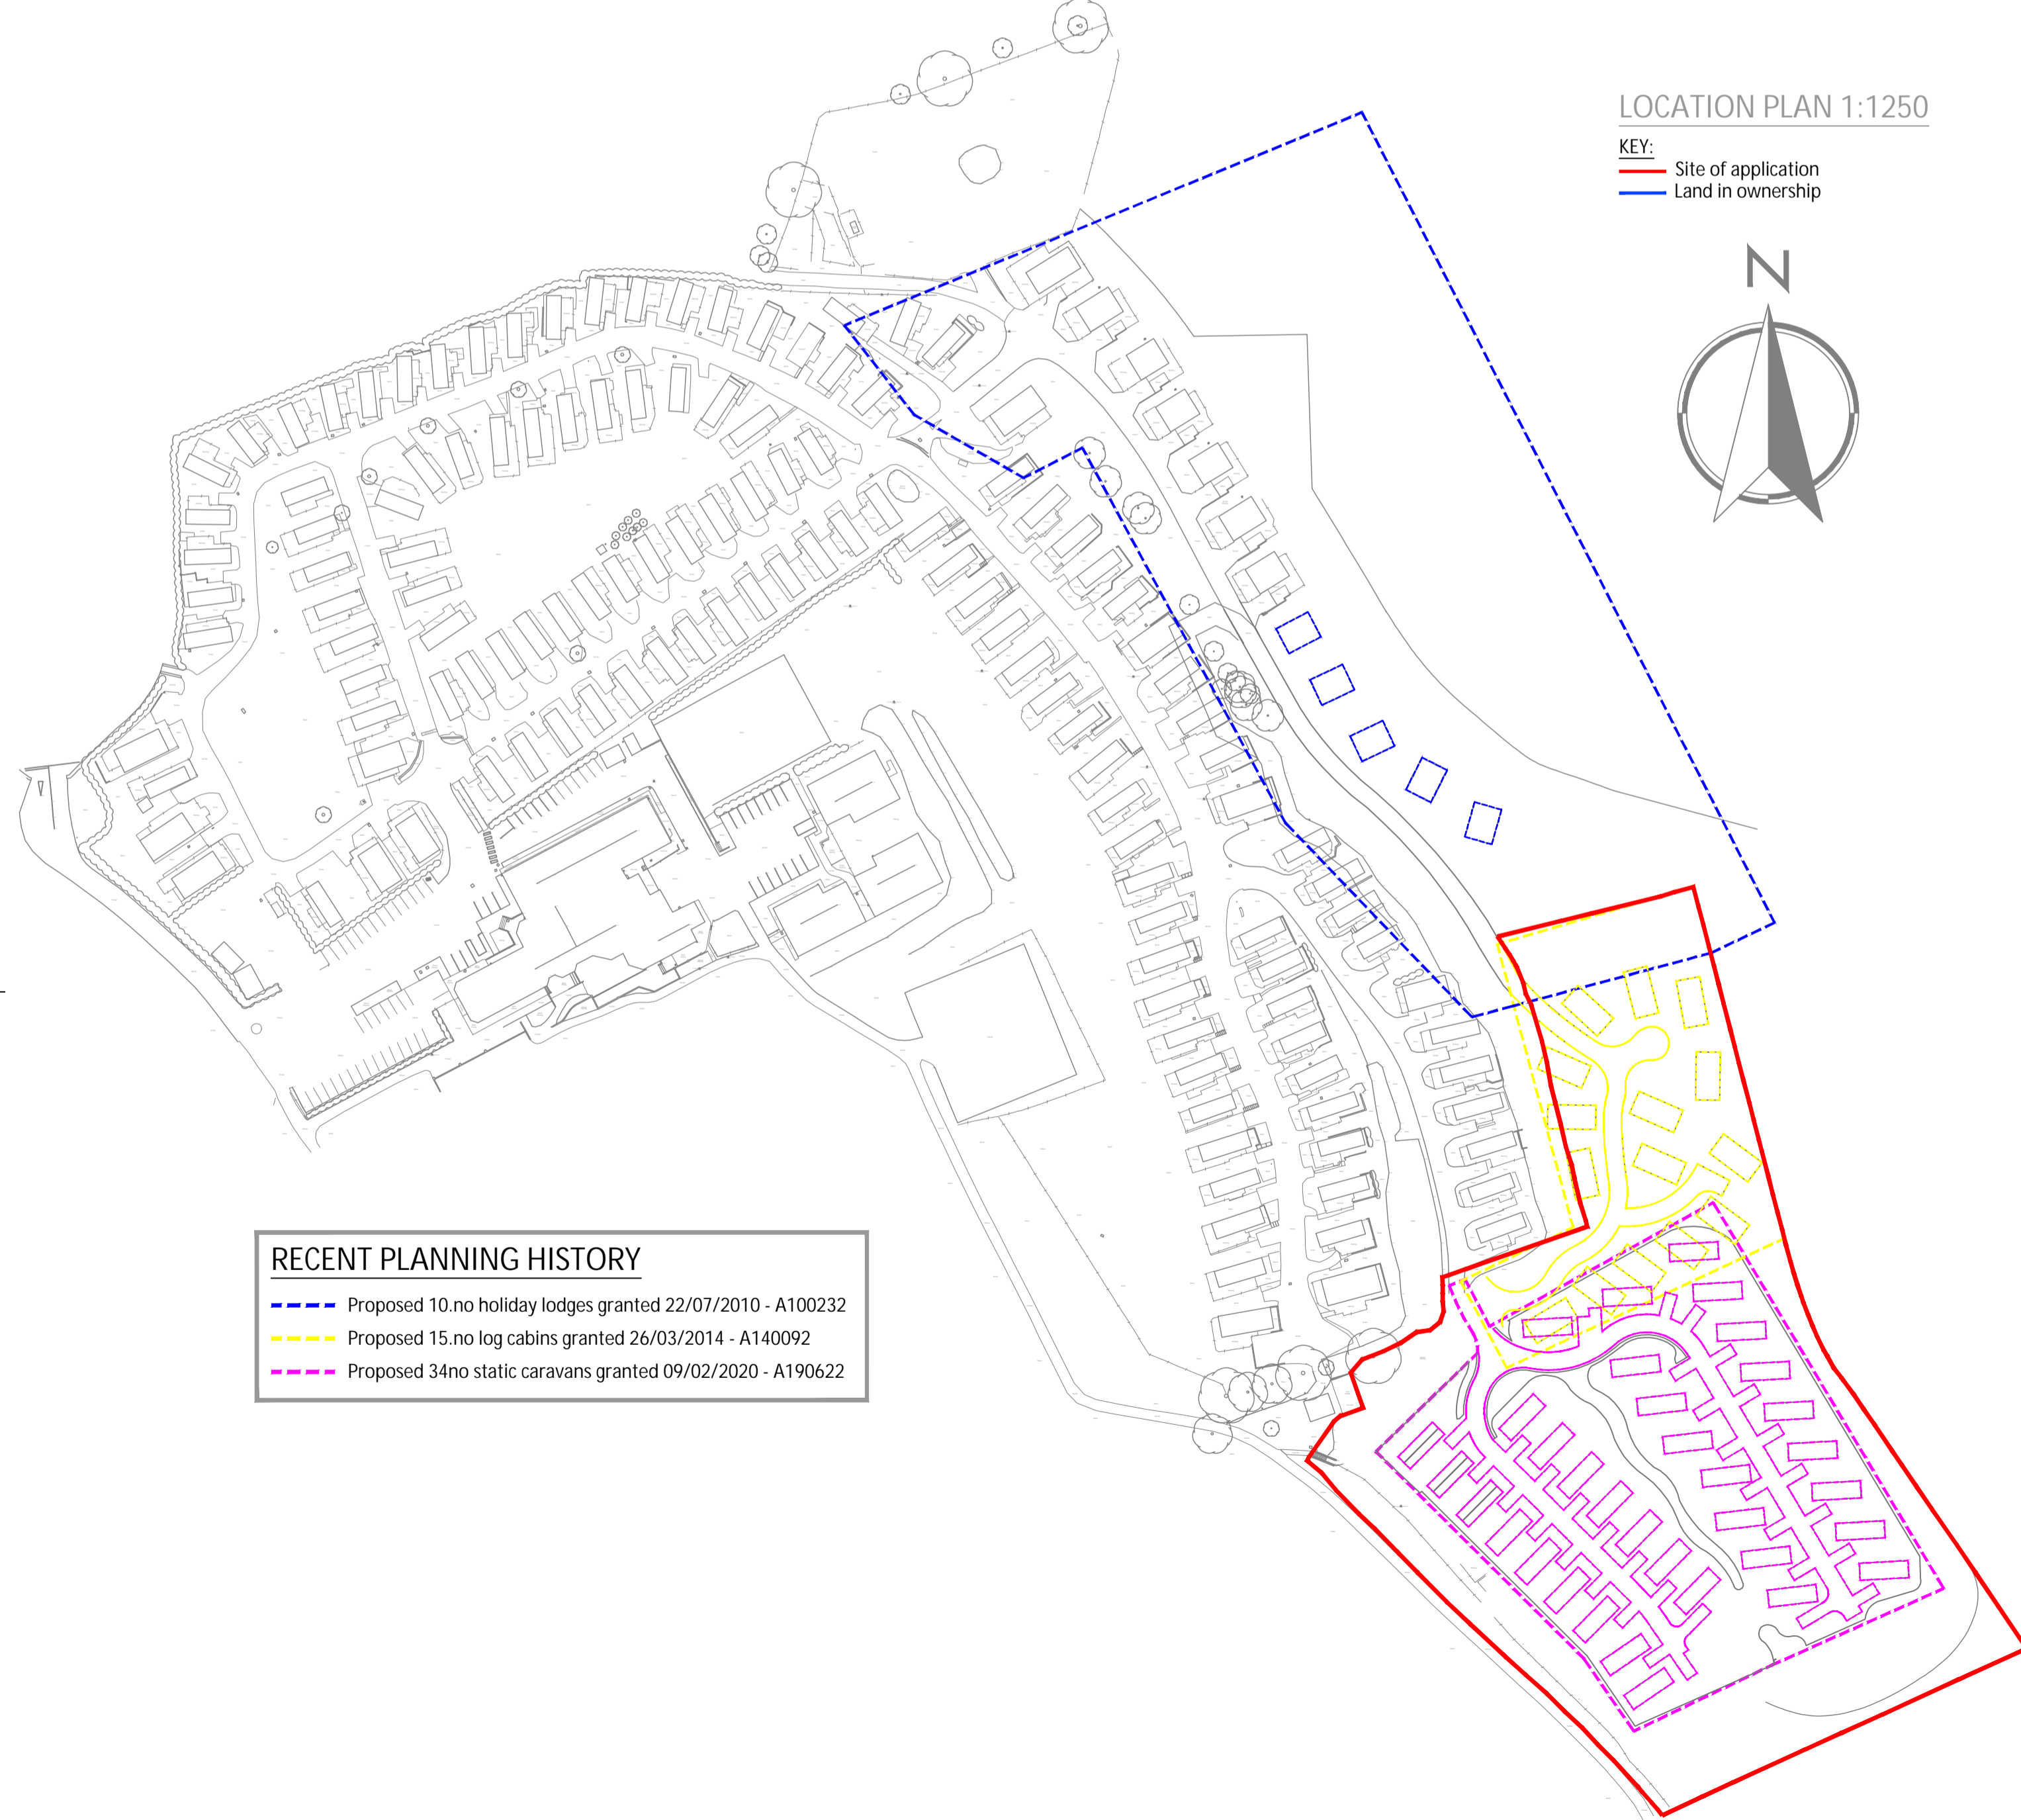 LOCATION PLAN 1:1250
KEY:
Site of application
Land in ownership
N
RECENT PLANNING HISTORY
Proposed 10.no holiday lodges granted 22/07/2010 - A100232
Proposed 15.no log cabins granted 26/03/2014 - A140092
Proposed 34no static caravans granted 09/02/2020 - A190622